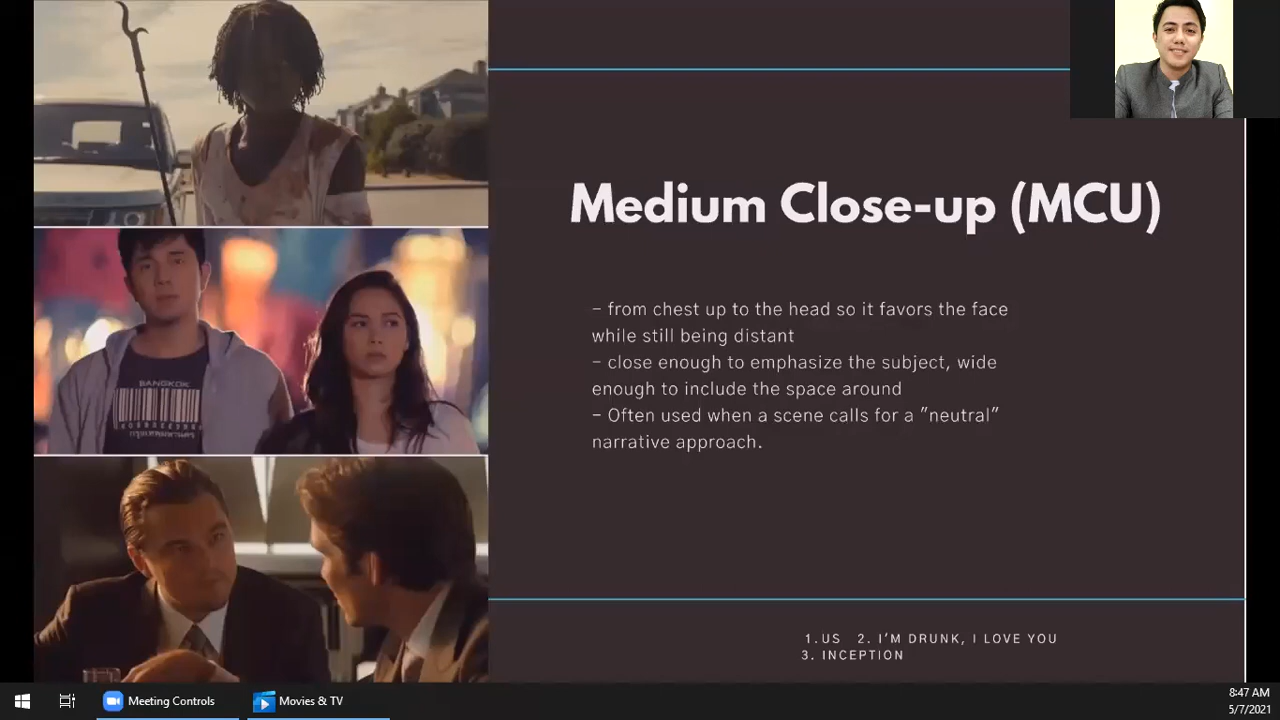 Medium Close-up (MCU)
- from chest up to the head so it favors the face
while still being distant
- close enough to emphasize the subject, wide
enough to include the space around
- Often used when a scene calls for a "neutral"
narrative approach.
BANGKOK
1.US 2. I'M DRUNK, I LOVE YOU
3. INCEPTION
Meeting Controls
Movies & TV
8:47 AM
5/7/2021